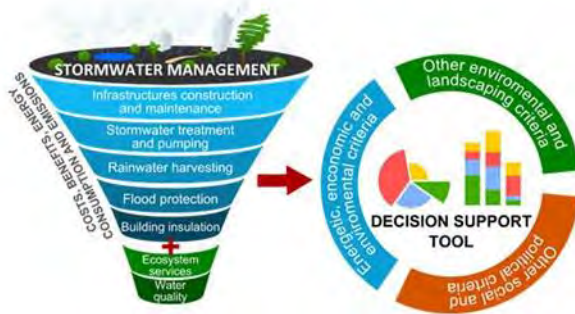 STORMWATER MANAGEMENT
COSTS, BENEFITS, ENERGY
CONSUMPTION AND EMISSIONS
Infrastructures construction
and maintenance
Stormwater treatment
and pumping
Rainwater harvesting
Flood protection
Building insulation
+
Ecosystem
services
Water
quality
Energetic, enconomic and
enviromental criteria
Other enviromental and
landscaping criteria
DECISION SUPPORT
TOOL
Other social and
political cirteria